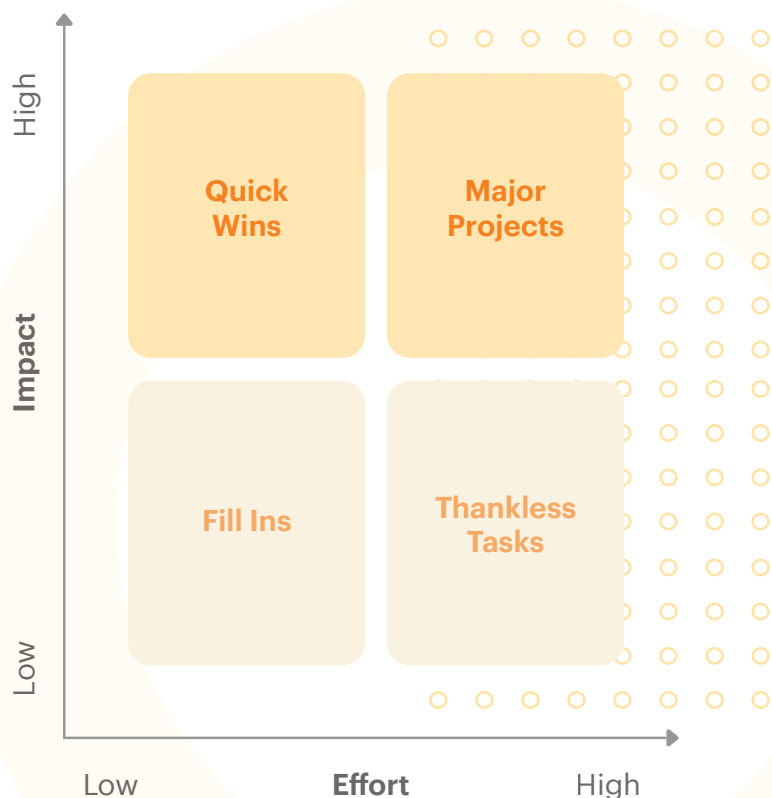 High
Quick
Wins
Major
Projects
Impact
Fill Ins
Thankless
Tasks
Low
Low
Effort
High